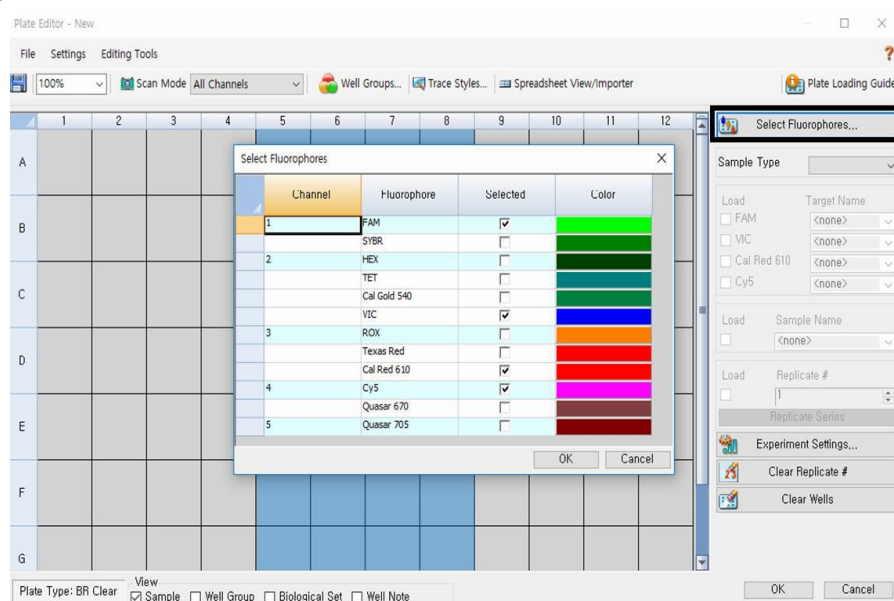 Plate Editor - New
?
File Settings Editing Tools
100% Scan Mode All Channels Well Groups... Trace Styles... Spreadsheet View/Importer Plate Loading Guide
1 2 3 4 5 6 7 8 9 10 11 12
A
B
C
D
E
F
G
Select Fluorophores
Channel Fluorophore Selected Color
1 FAM
SYBR
2 HEX
TET
Cal Gold 540
VIC
3 ROX
Texas Red
Cal Red 610
4 Cy5
Quasar 670
5 Quasar 705
OK Cancel
Select Fluorophores...
Sample Type
Load Target Name
FAM <none>
VIC <none>
Cal Red 610 <none>
Cy5 <none>
Load Sample Name
<none>
Load Replicate #
1
Replicate Series
Experiment Settings...
Clear Replicate #
Clear Wells
Plate Type: BR Clear View
Sample Well Group Biological Set Well Note
OK Cancel